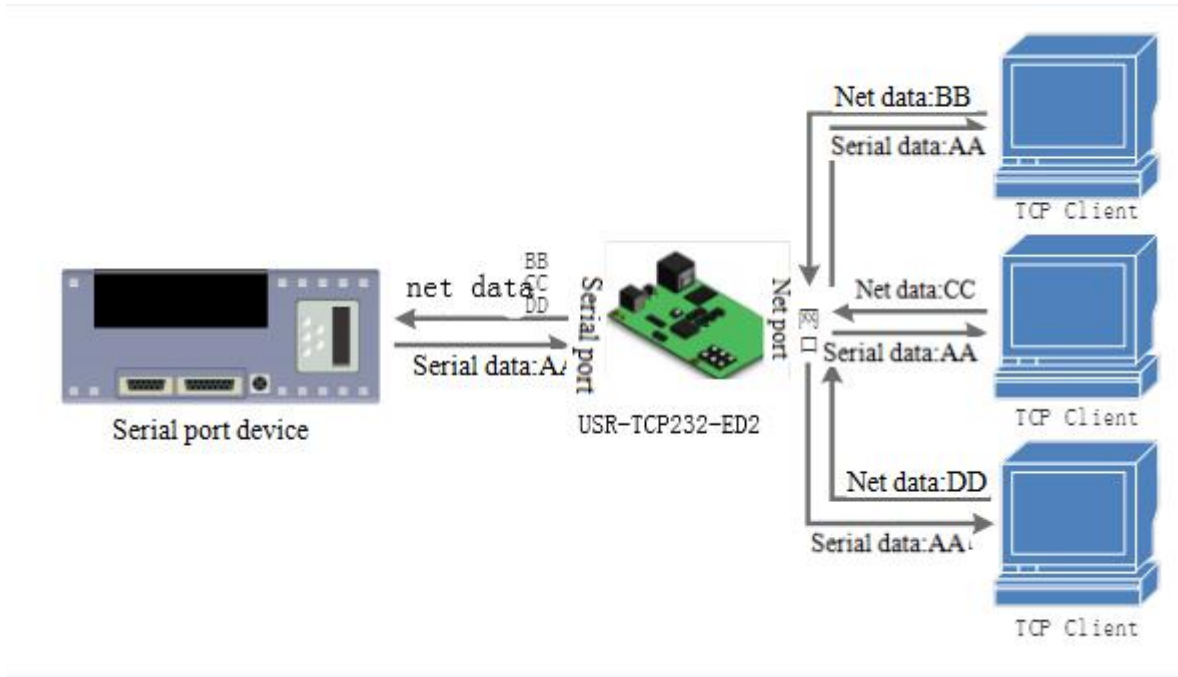 Net data:BB
Serial data:AA
TCP Client
BB
CC
DD
net data
Serial data:AA
Serial port
Net port
网口
Net data:CC
Serial data:AA
TCP Client
Serial port device
USR-TCP232-ED2
Net data:DD
Serial data:AA
TCP Client